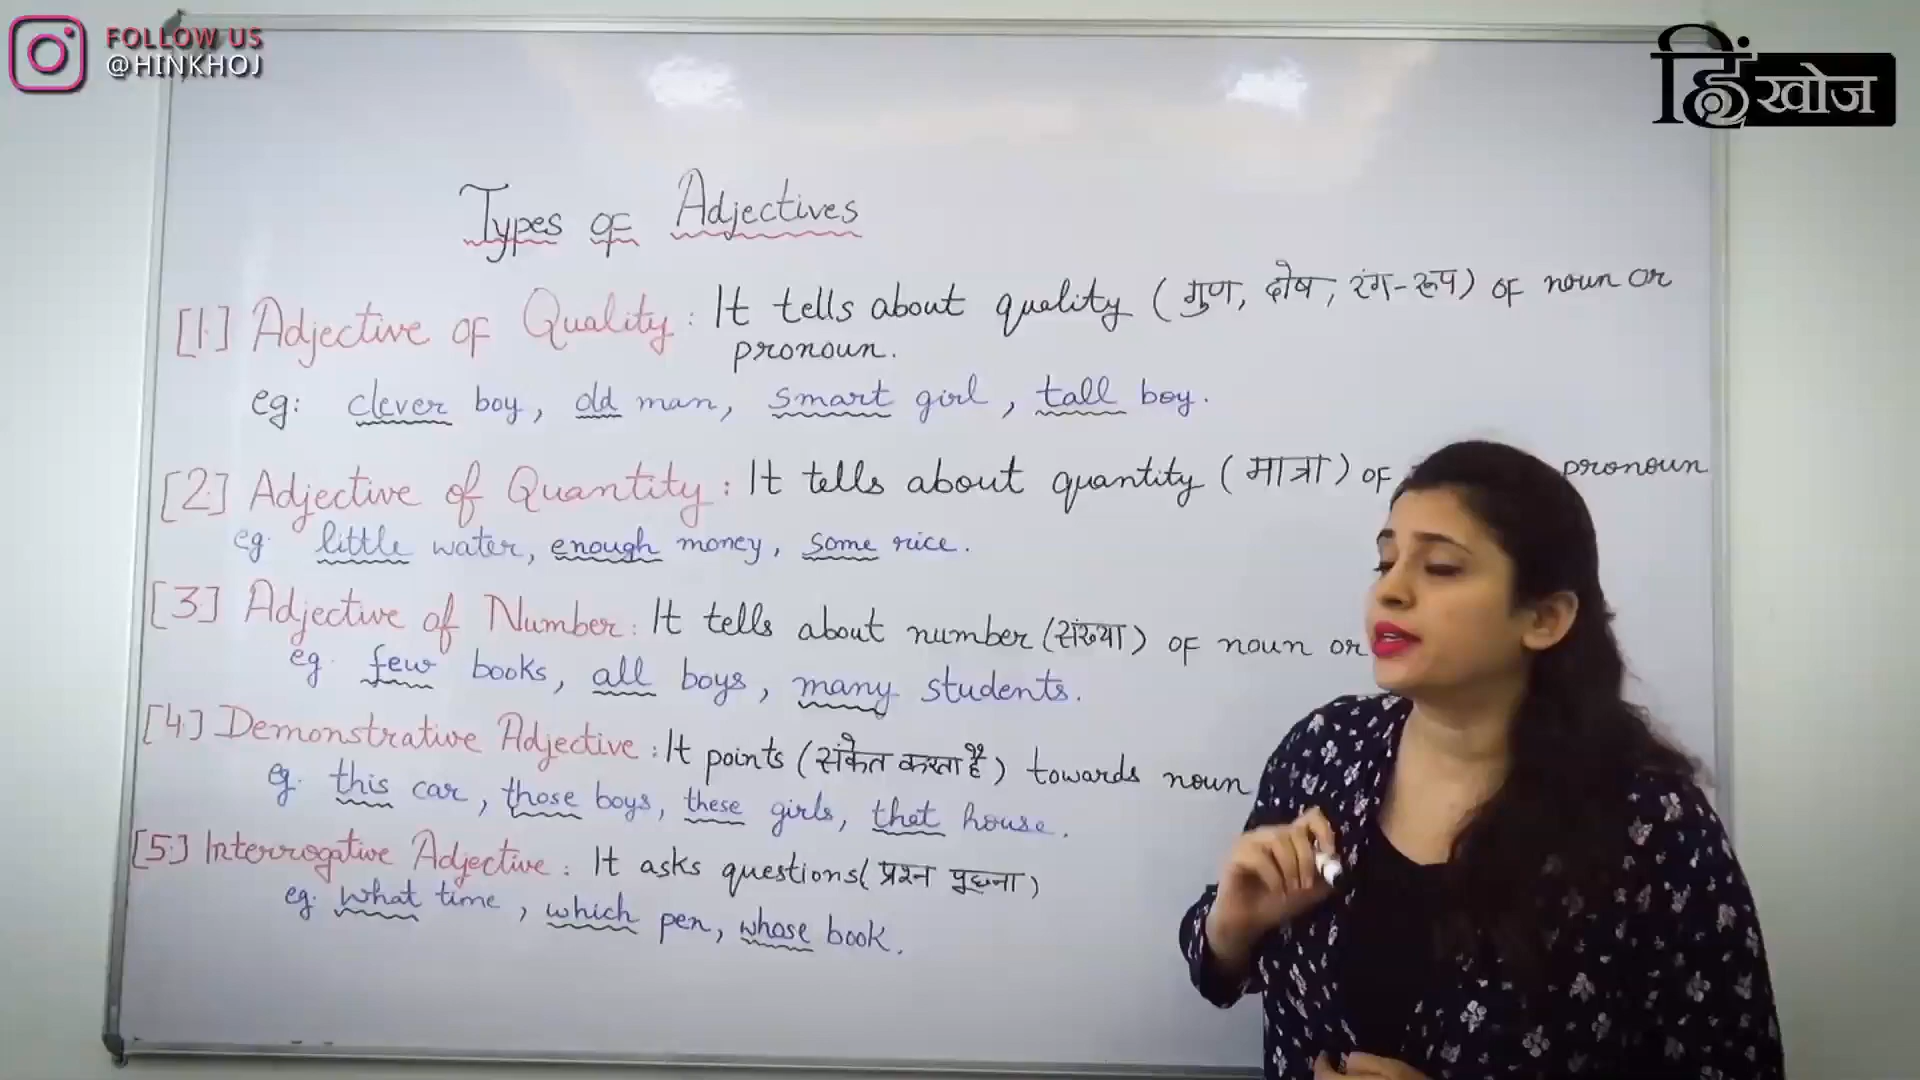 FOLLOW US
@HINKHOJ
हिंखोज
Types of Adjectives
[1.] Adjective of Quality : It tells about quality (गुण, दोष, रंग-रूप) of noun or
pronoun.
eg: clever boy, old man, smart girl, tall boy.
[2.] Adjective of Quantity : It tells about quantity (मात्रा) of pronoun
eg. little water, enough money, some rice.
[3.] Adjective of Number : It tells about number (संख्या) of noun or
eg. few books, all boys, many students.
[4.] Demonstrative Adjective : It points (संकेत करता है) towards noun
eg. this car, those boys, these girls, that house.
[5.] Interrogative Adjective : It asks questions (प्रश्न पुछना)
eg. what time, which pen, whose book.